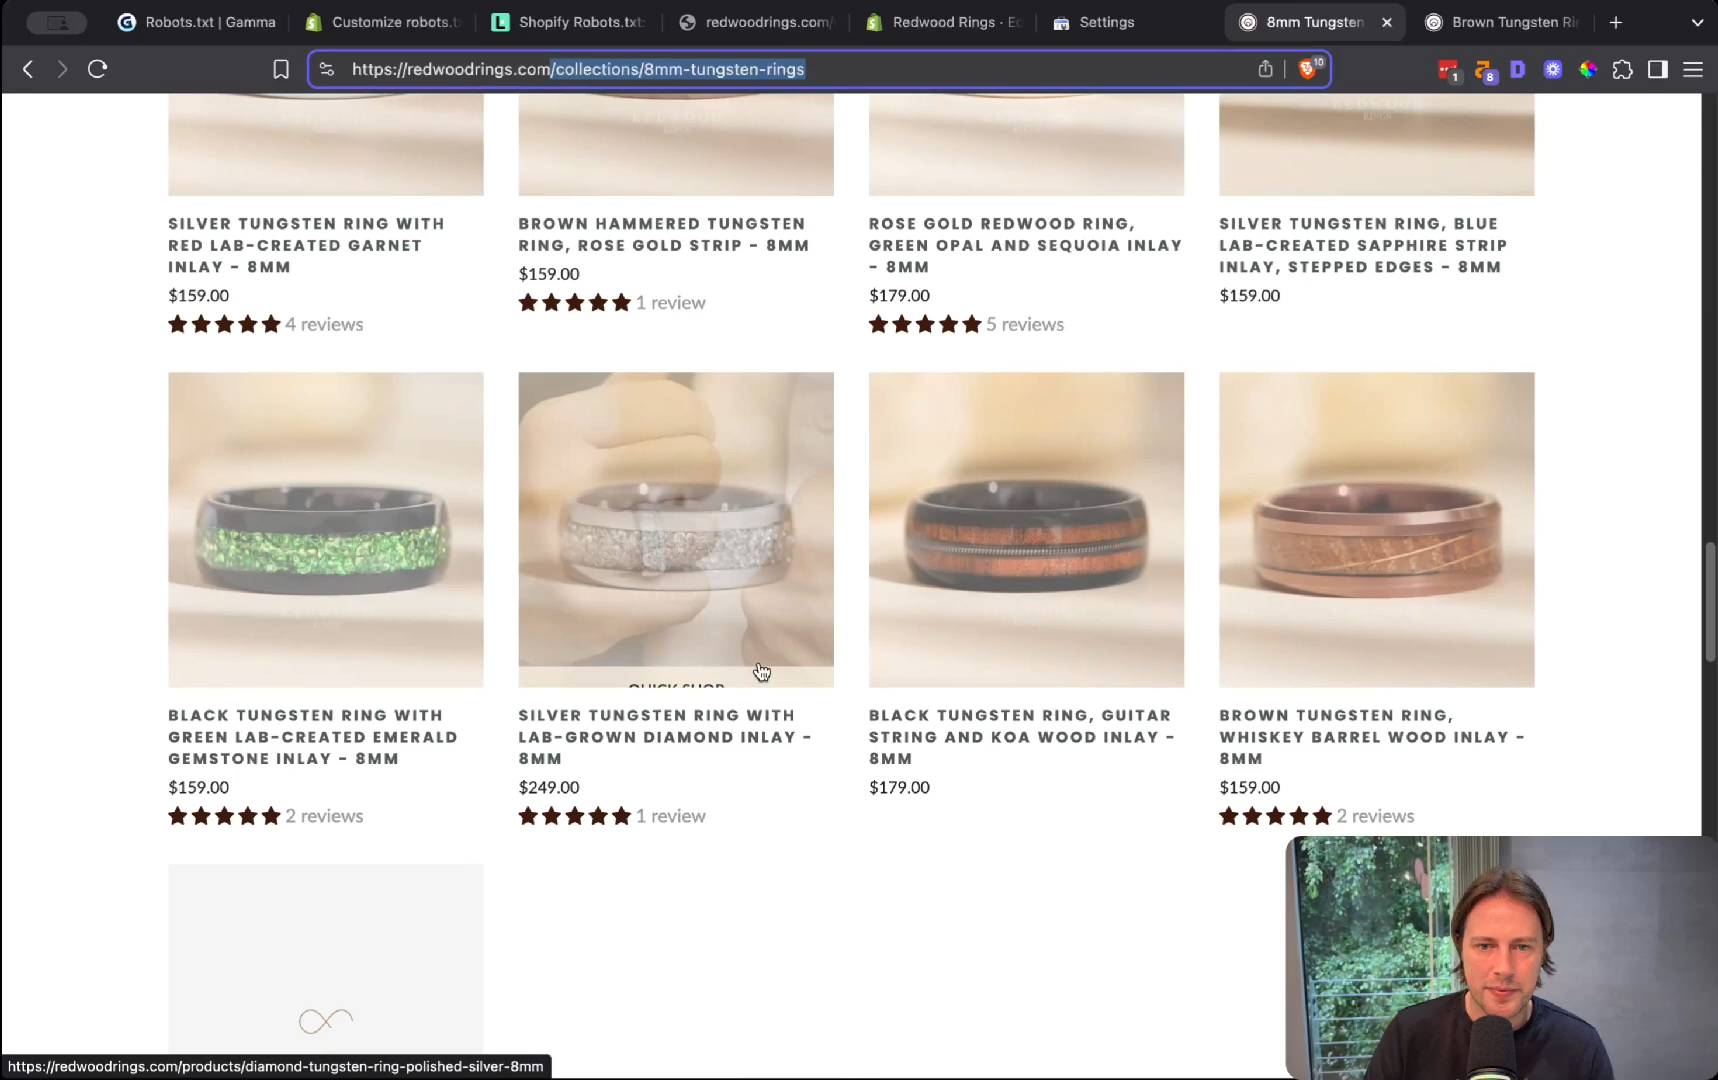 Robots.txt | Gamma
Customize robots.t
Shopify Robots.txt:
redwoodrings.com/
Redwood Rings · Ed
Settings
8mm Tungsten
Brown Tungsten Rin
https://redwoodrings.com/collections/8mm-tungsten-rings
10
1
8
SILVER TUNGSTEN RING WITH
RED LAB-CREATED GARNET
INLAY - 8MM
$159.00
4 reviews
BROWN HAMMERED TUNGSTEN
RING, ROSE GOLD STRIP - 8MM
$159.00
1 review
ROSE GOLD REDWOOD RING,
GREEN OPAL AND SEQUOIA INLAY
- 8MM
$179.00
5 reviews
SILVER TUNGSTEN RING, BLUE
LAB-CREATED SAPPHIRE STRIP
INLAY, STEPPED EDGES - 8MM
$159.00
QUICK SHOP
BLACK TUNGSTEN RING WITH
GREEN LAB-CREATED EMERALD
GEMSTONE INLAY - 8MM
$159.00
2 reviews
SILVER TUNGSTEN RING WITH
LAB-GROWN DIAMOND INLAY -
8MM
$249.00
1 review
BLACK TUNGSTEN RING, GUITAR
STRING AND KOA WOOD INLAY -
8MM
$179.00
BROWN TUNGSTEN RING,
WHISKEY BARREL WOOD INLAY -
8MM
$159.00
2 reviews
https://redwoodrings.com/products/diamond-tungsten-ring-polished-silver-8mm